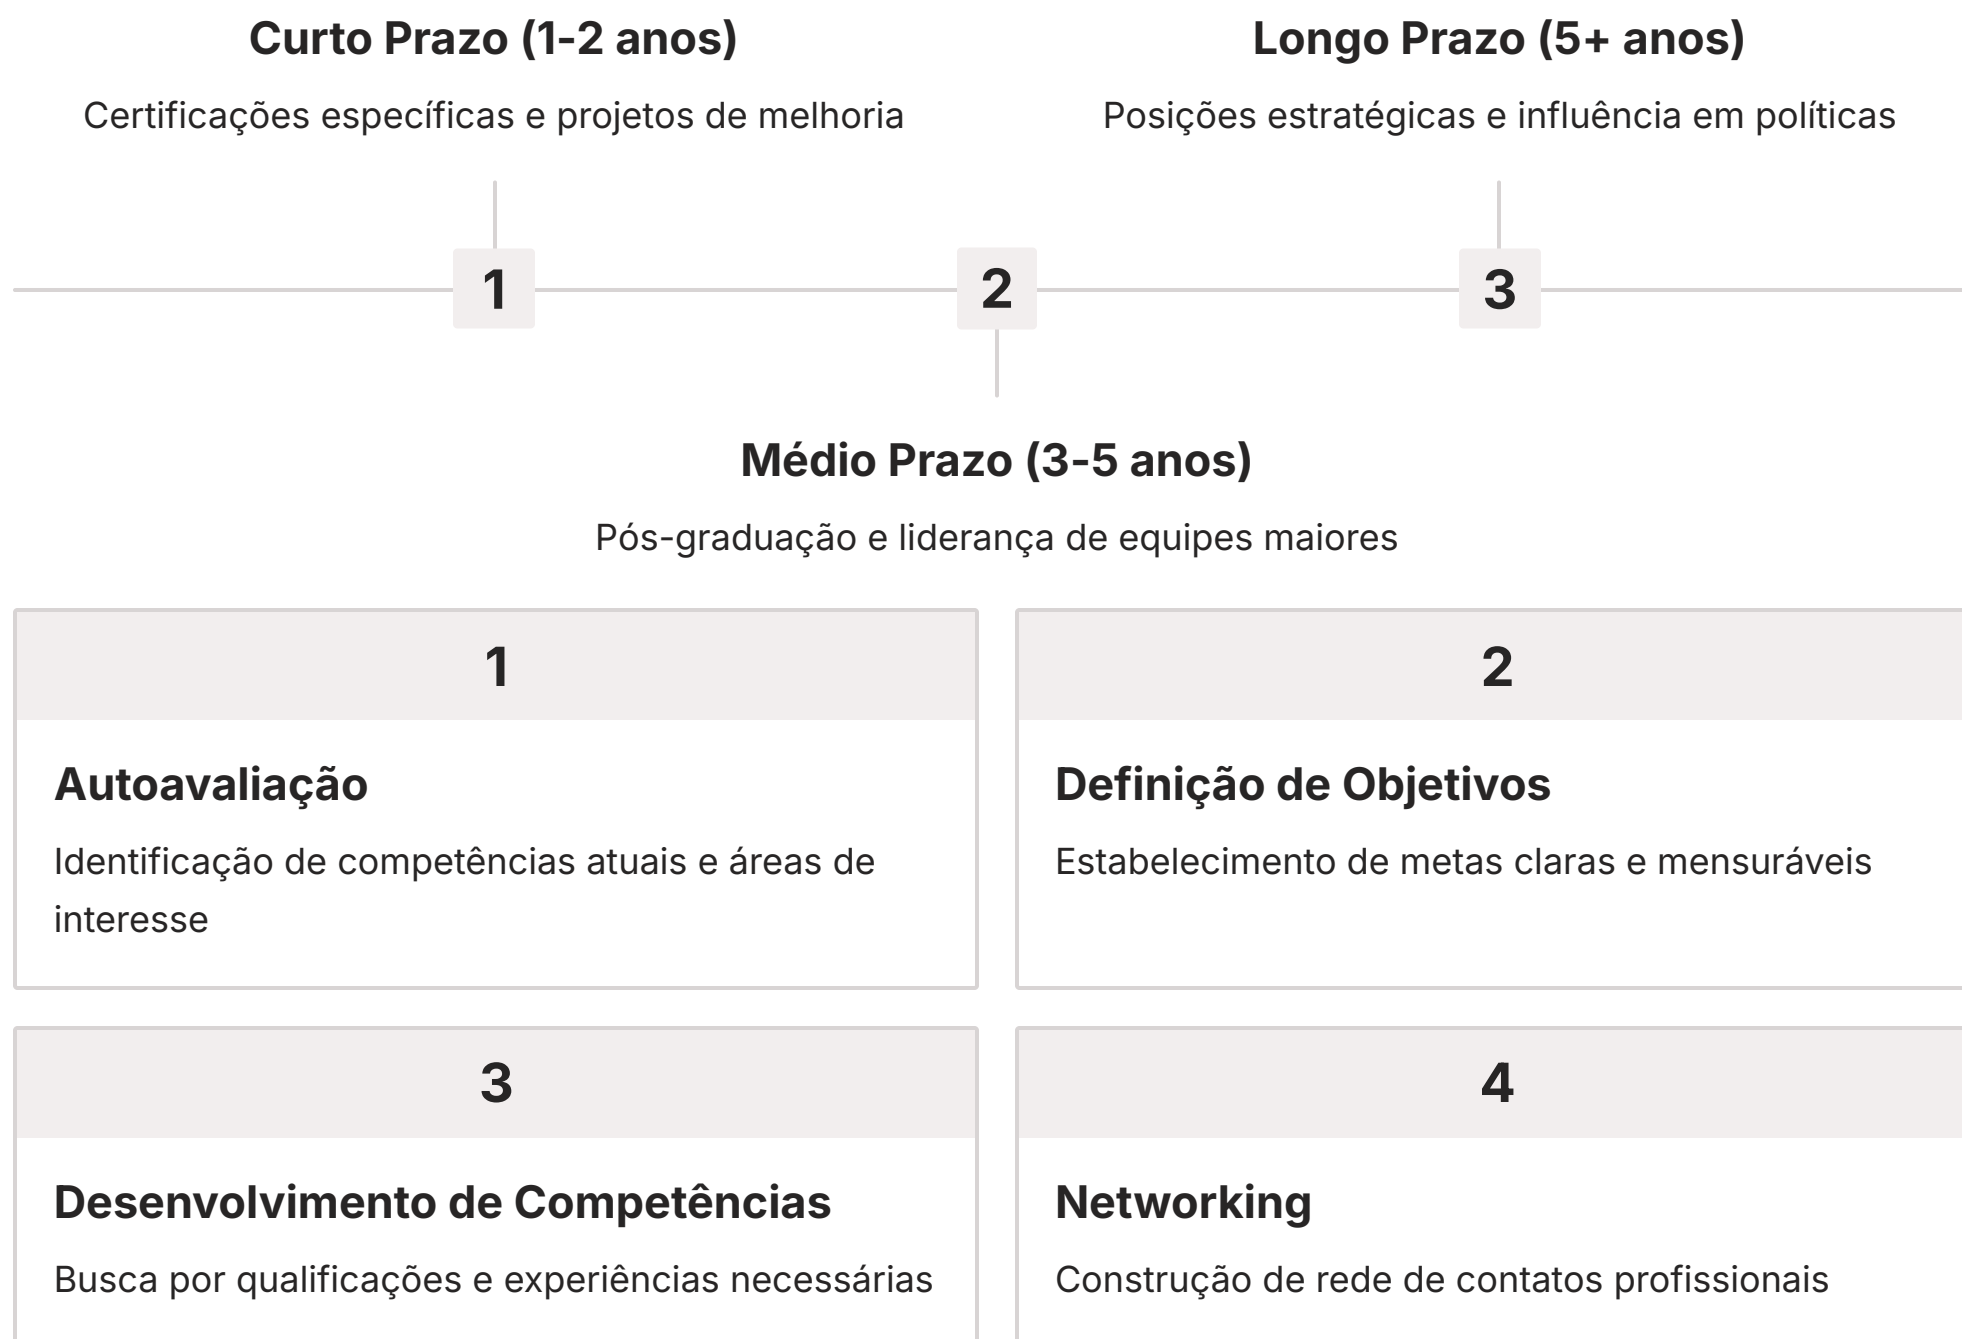 Curto Prazo (1-2 anos)
Certificações específicas e projetos de melhoria
Longo Prazo (5+ anos)
Posições estratégicas e influência em políticas
1
2
3
Médio Prazo (3-5 anos)
Pós-graduação e liderança de equipes maiores
1
Autoavaliação
Identificação de competências atuais e áreas de
interesse
2
Definição de Objetivos
Estabelecimento de metas claras e mensuráveis
3
Desenvolvimento de Competências
Busca por qualificações e experiências necessárias
4
Networking
Construção de rede de contatos profissionais